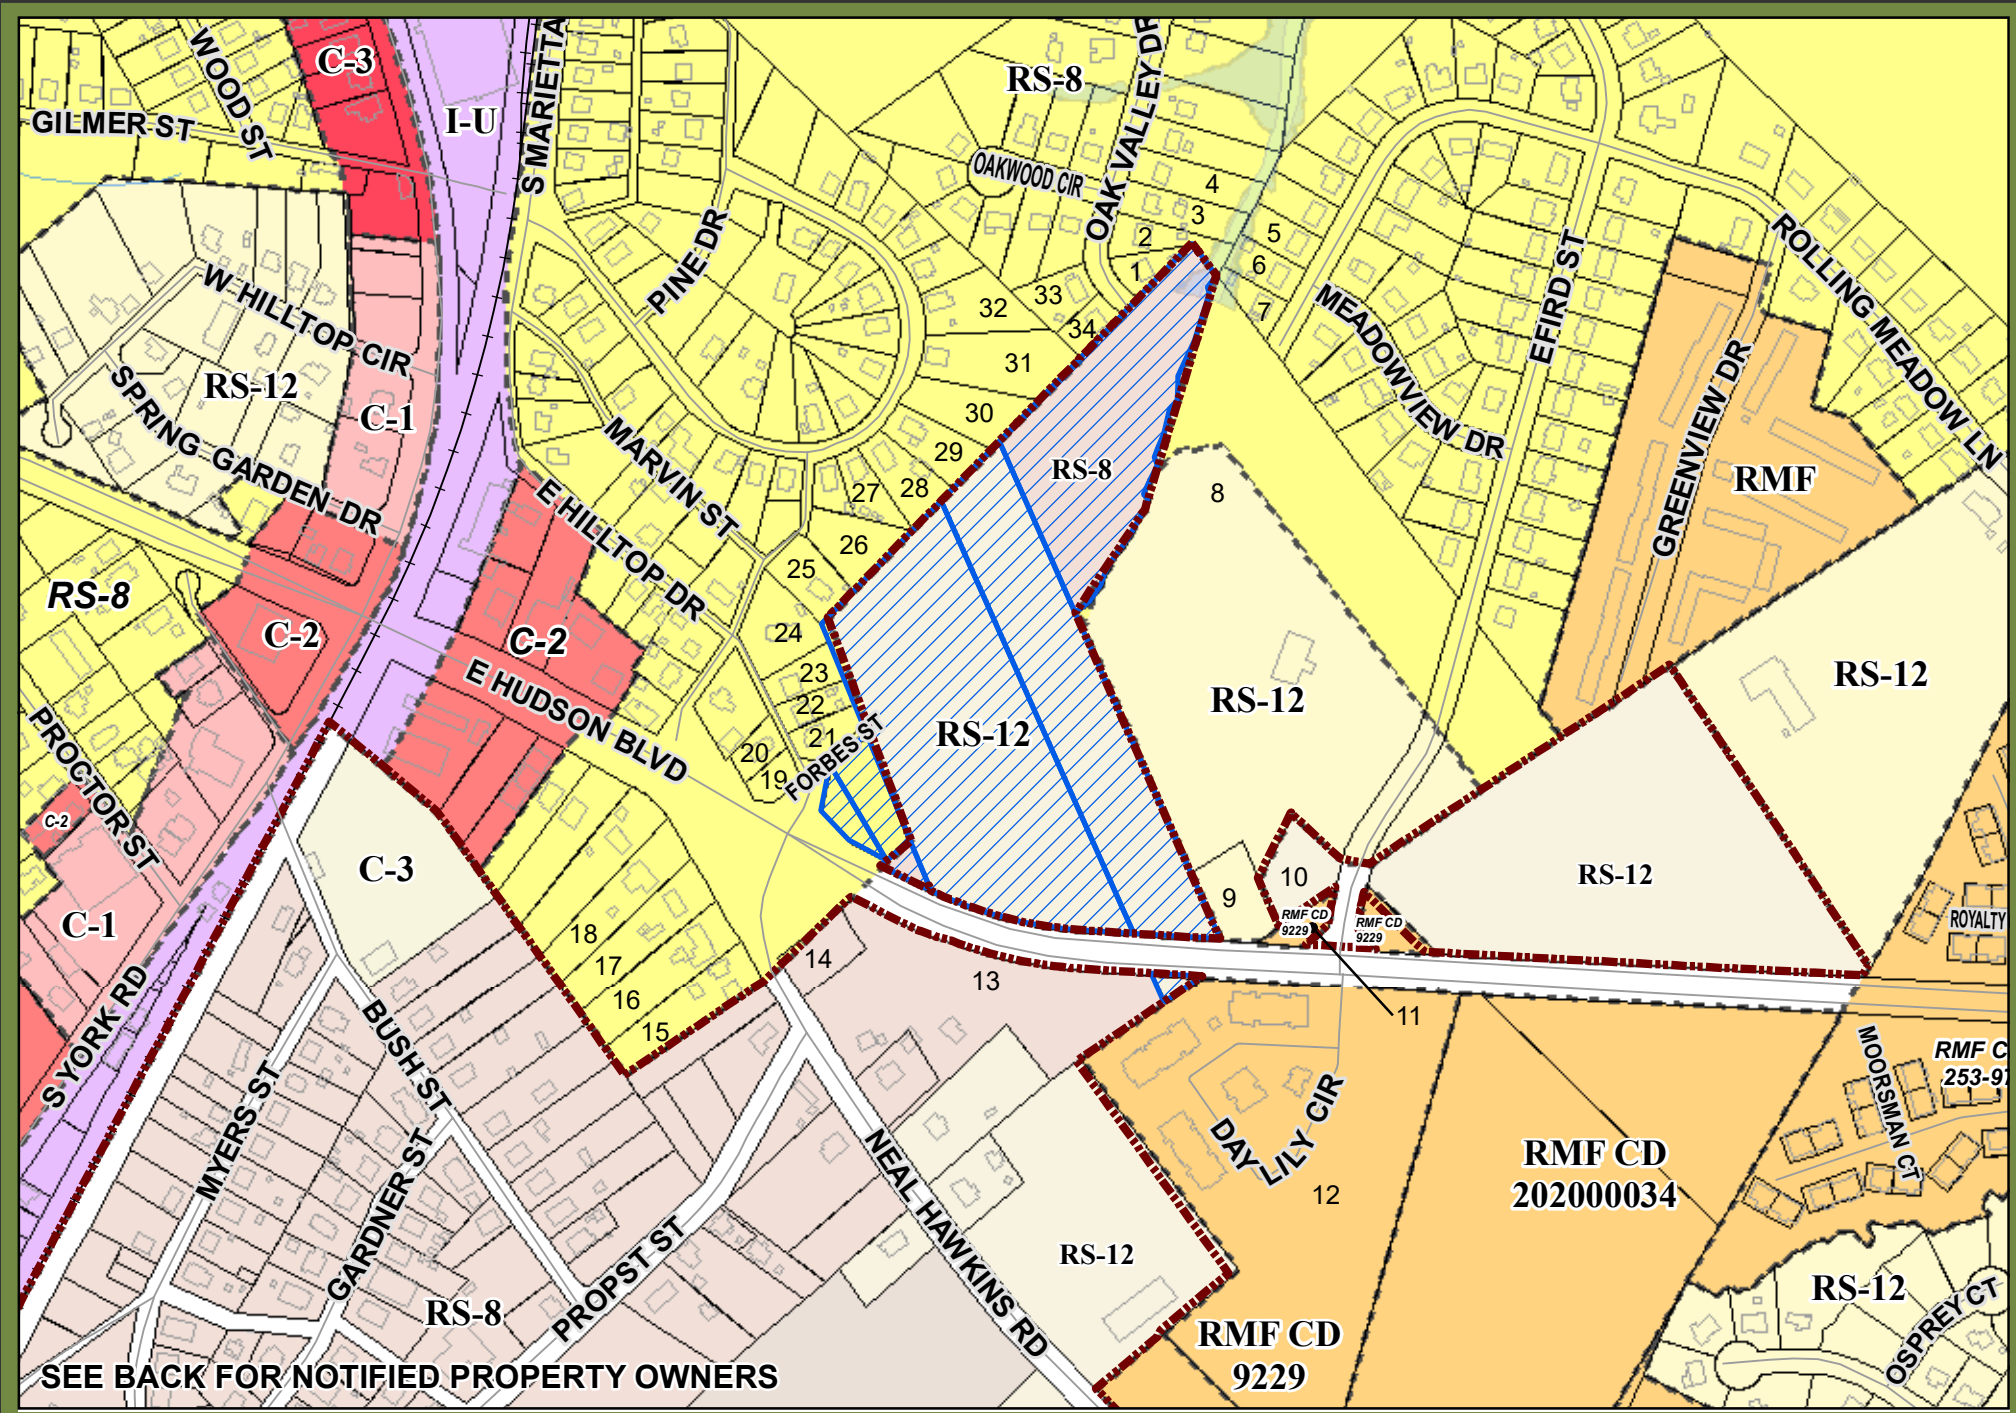 C-3
WOOD ST
GILMER ST
I-U
S MARIETTA
RS-8
OAK VALLEY DR
OAKWOOD CIR
PINE DR
4
3
2
1
5
6
7
33
32
34
31
30
29
28
27
26
25
24
23
22
21
20
19
EFIRD ST
ROLLING MEADOW LN
MEADOWVIEW DR
GREENVIEW DR
RMF
W HILLTOP CIR
RS-12
C-1
SPRING GARDEN DR
MARVIN ST
E HILLTOP DR
RS-8
8
RS-8
C-2
C-2
E HUDSON BLVD
FORBES ST
RS-12
RS-12
RS-12
PROCTOR ST
C-2
C-3
C-1
RS-12
10
9
RMF CD
9229
RMF CD
9229
ROYALTY
18
17
16
15
14
13
11
S YORK RD
BUSH ST
MYERS ST
GARDNER ST
PROPST ST
NEAL HAWKINS RD
DAY LILY CIR
12
RMF CD
202000034
MOORSMAN CT
RMF C
253-97
RS-12
RS-8
RMF CD
9229
RS-12
OSPREY CT
SEE BACK FOR NOTIFIED PROPERTY OWNERS